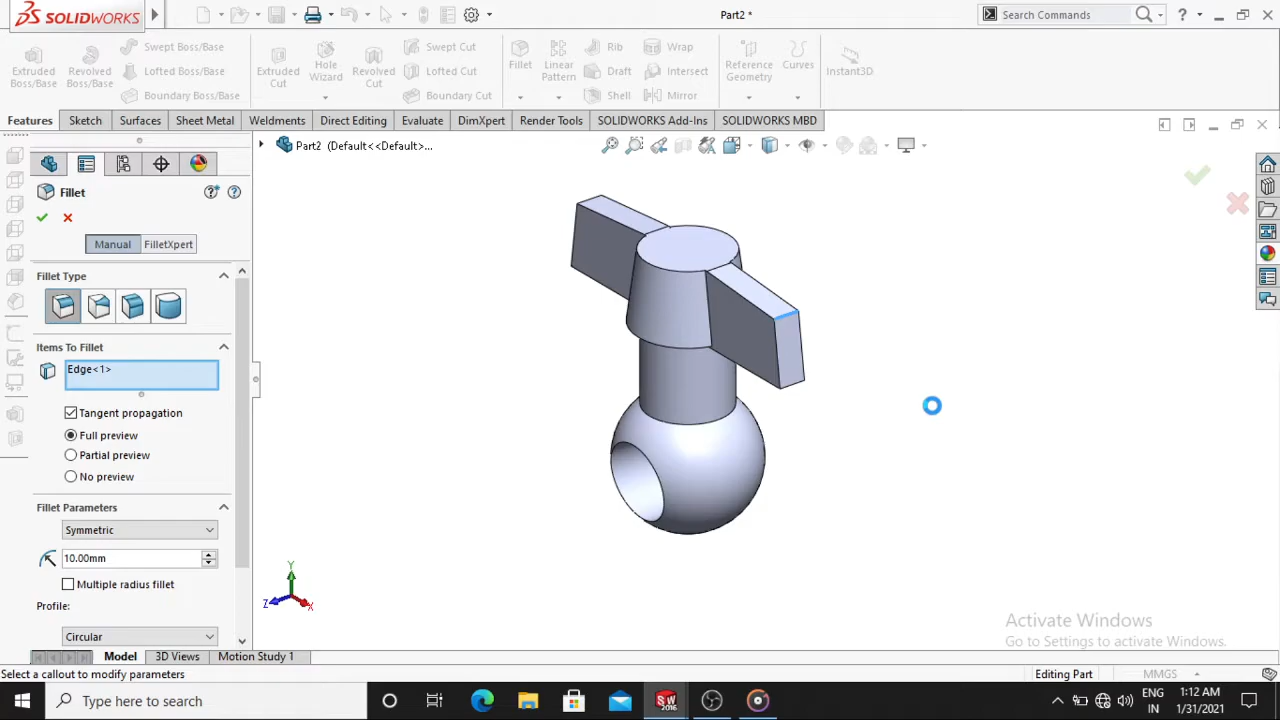 SOLIDWORKS
Part2 *
Search Commands
Extruded Boss/Base
Revolved Boss/Base
Swept Boss/Base
Lofted Boss/Base
Boundary Boss/Base
Extruded Cut
Hole Wizard
Revolved Cut
Swept Cut
Lofted Cut
Boundary Cut
Fillet
Linear Pattern
Rib
Draft
Shell
Wrap
Intersect
Mirror
Reference Geometry
Curves
Instant3D
Features
Sketch
Surfaces
Sheet Metal
Weldments
Direct Editing
Evaluate
DimXpert
Render Tools
SOLIDWORKS Add-Ins
SOLIDWORKS MBD
Part2 (Default<<Default>...
Fillet
Manual
FilletXpert
Fillet Type
Items To Fillet
Edge<1>
Tangent propagation
Full preview
Partial preview
No preview
Fillet Parameters
Symmetric
10.00mm
Multiple radius fillet
Profile:
Circular
Y
Z
X
Activate Windows
Go to Settings to activate Windows.
Model
3D Views
Motion Study 1
Select a callout to modify parameters
Editing Part
MMGS
Type here to search
SW
2016
ENG
IN
1:12 AM
1/31/2021